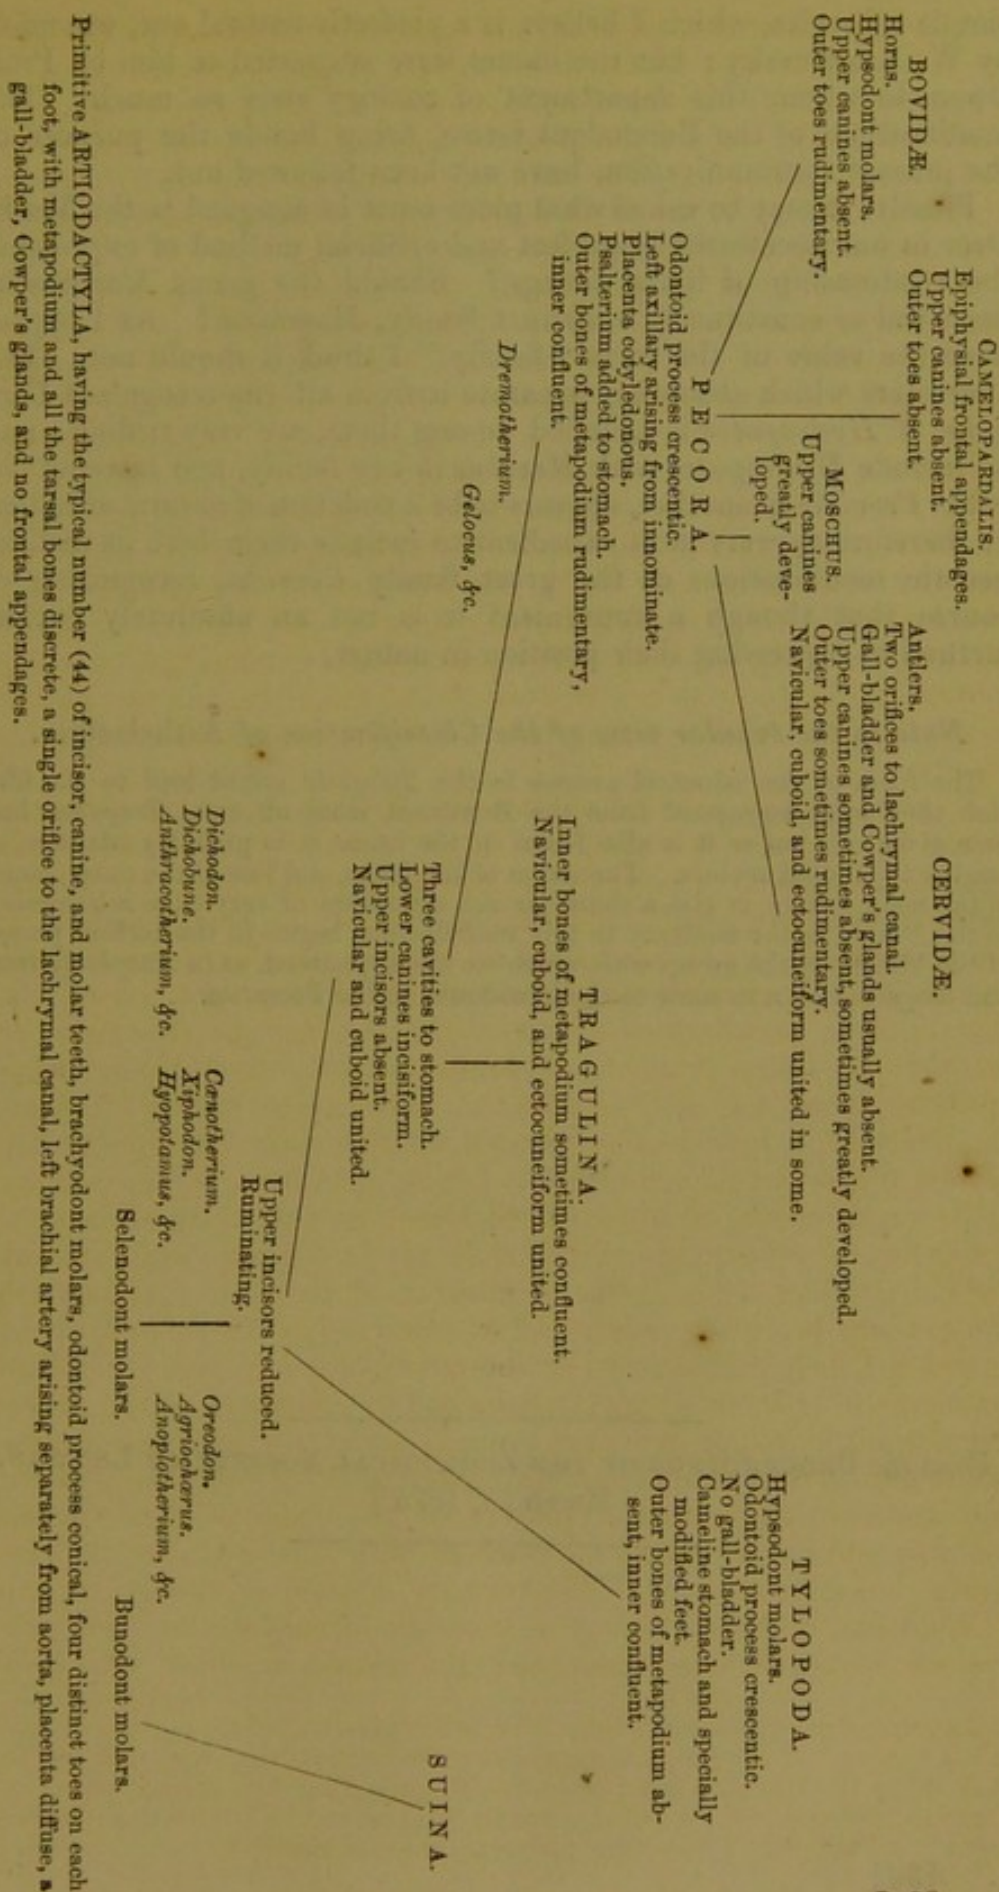 CAMELOPARDALIS.
Epiphysial frontal appendages.
Upper canines absent.
Outer toes absent.
BOVIDÆ.
Horns.
Hypsodont molars.
Upper canines absent.
Outer toes rudimentary.
MOSCHUS.
Upper canines
greatly deve-
loped.
CERVIDÆ.
Antlers.
Two orifices to lachrymal canal.
Gall-bladder and Cowper's glands usually absent.
Upper canines sometimes absent, sometimes greatly developed.
Outer toes sometimes rudimentary.
Navicular, cuboid, and ectocuneiform united in some.
PECORA.
Odontoid process crescentic.
Left axillary arising from innominate.
Placenta cotyledonous.
Psalterium added to stomach.
Outer bones of metapodium rudimentary,
inner confluent.
TYLOPODA.
Hypsodont molars.
Odontoid process crescentic.
No gall-bladder.
Cameline stomach and specially
modified feet.
Outer bones of metapodium ab-
sent, inner confluent.
TRAGULINA.
Inner bones of metapodium sometimes confluent.
Navicular, cuboid, and ectocuneiform united.
Dremotherium.
Gelocus, &c.
Three cavities to stomach.
Lower canines incisiform.
Upper incisors absent.
Navicular and cuboid united.
SUINA.
Upper incisors reduced.
Ruminating.
Dichodon.
Dichobune.
Anthracotherium, &c.
Cænotherium.
Xiphodon.
Hyopotamus, &c.
Oreodon.
Agriochærus.
Anoplotherium, &c.
Selenodont molars.
Bunodont molars.
Primitive ARTIODACTYLA, having the typical number (44) of incisor, canine, and molar teeth, brachyodont molars, odontoid process conical, four distinct toes on each
foot, with metapodium and all the tarsal bones discrete, a single orifice to the lachrymal canal, left brachial artery arising separately from aorta, placenta diffuse, a
gall-bladder, Cowper's glands, and no frontal appendages.